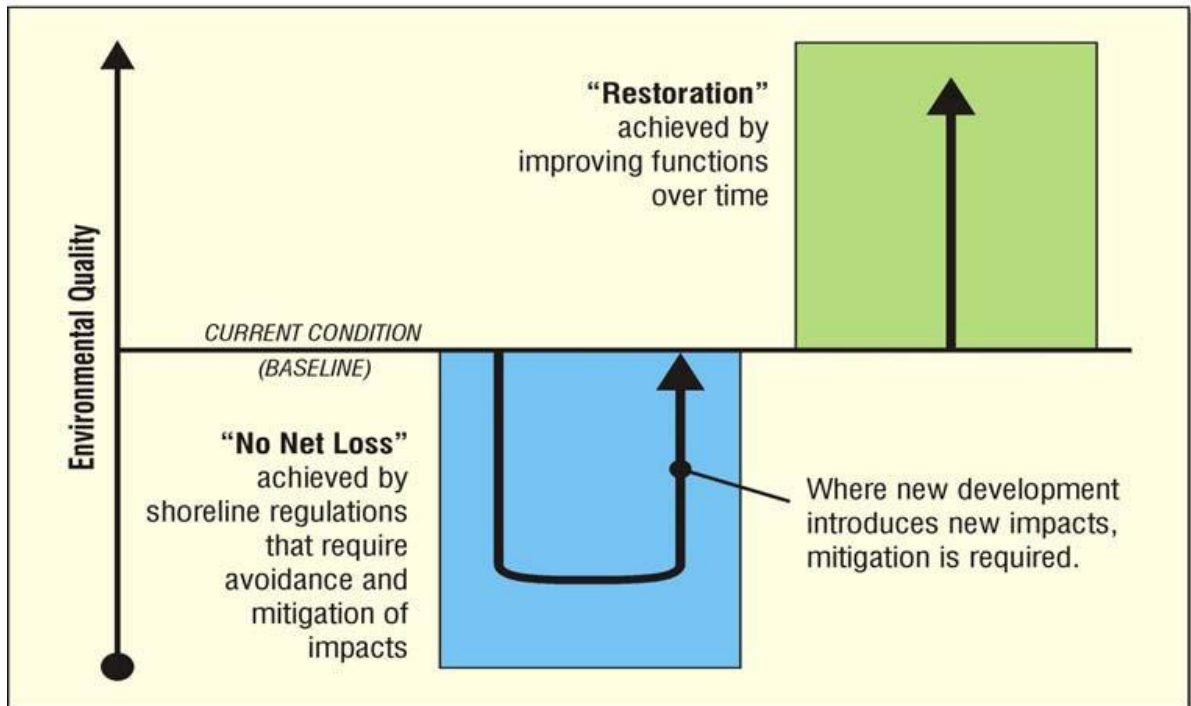 Environmental Quality
“Restoration”
achieved by
improving functions
over time
CURRENT CONDITION
(BASELINE)
“No Net Loss”
achieved by
shoreline regulations
that require
avoidance and
mitigation of
impacts
Where new development
introduces new impacts,
mitigation is required.